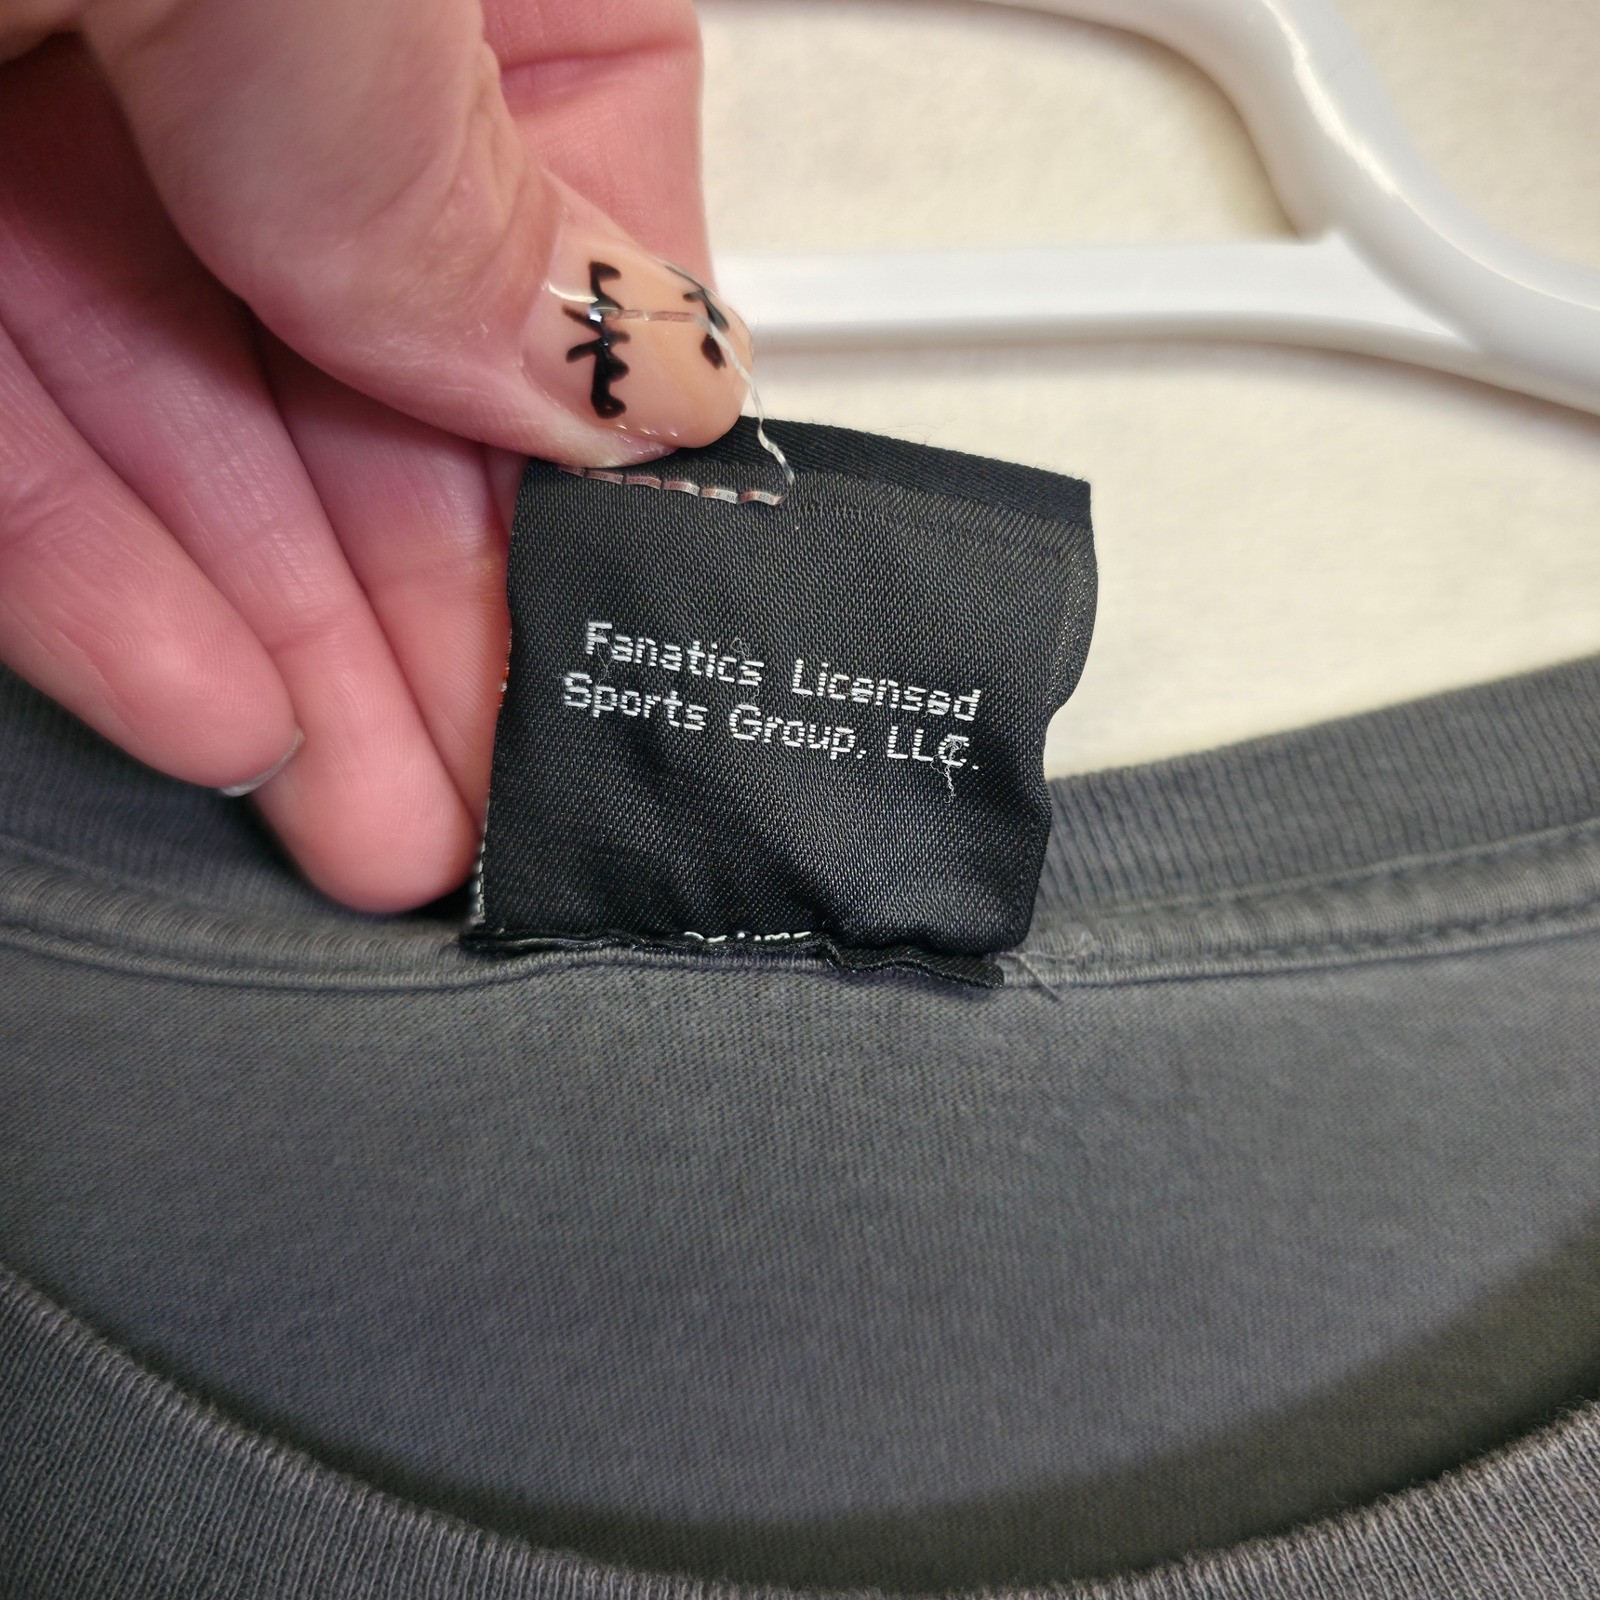 Fanatics Licensed
Sports Group, LLC.